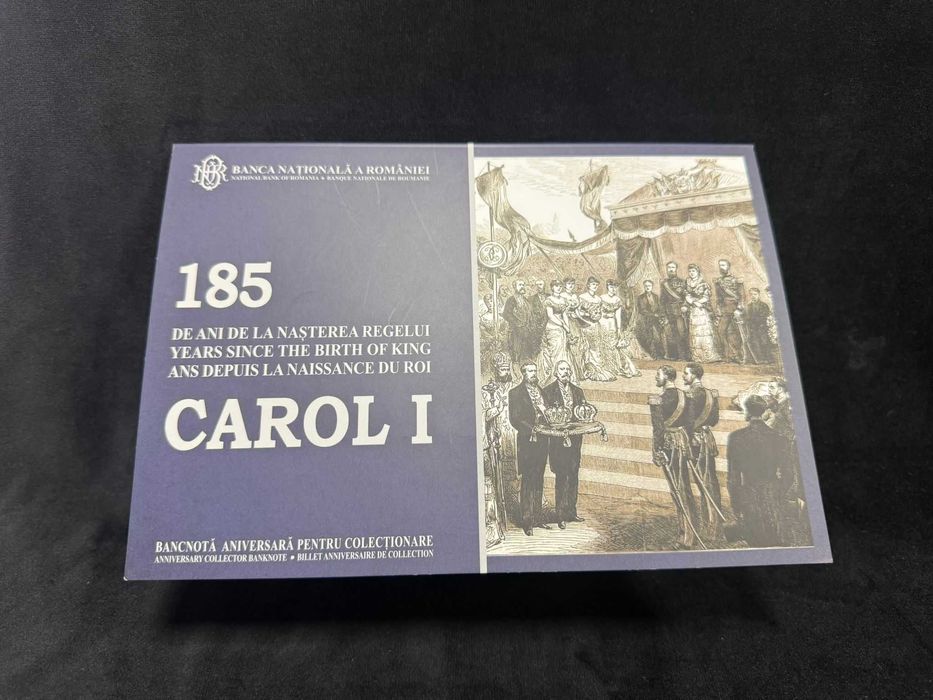 BANCA NAȚIONALĂ A ROMÂNIEI
NATIONAL BANK OF ROMANIA • BANQUE NATIONALE DE ROUMANIE
185
DE ANI DE LA NAȘTEREA REGELUI
YEARS SINCE THE BIRTH OF KING
ANS DEPUIS LA NAISSANCE DU ROI
CAROL I
BANCNOTĂ ANIVERSARĂ PENTRU COLECȚIONARE
ANNIVERSARY COLLECTOR BANKNOTE • BILLET ANNIVERSAIRE DE COLLECTION